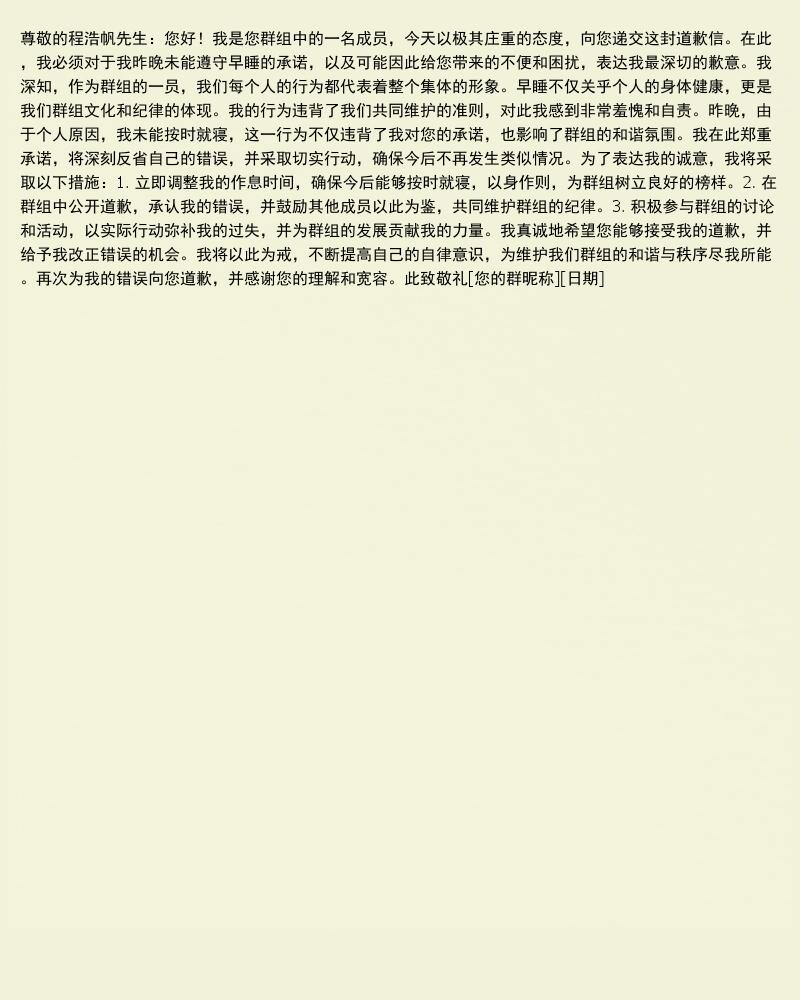 尊敬的程浩帆先生：您好！我是您群组中的一名成员，今天以极其庄重的态度，向您递交这封道歉信。在此
，我必须对于我昨晚未能遵守早睡的承诺，以及可能因此给您带来的不便和困扰，表达我最深切的歉意。我
深知，作为群组的一员，我们每个人的行为都代表着整个集体的形象。早睡不仅关乎个人的身体健康，更是
我们群组文化和纪律的体现。我的行为违背了我们共同维护的准则，对此我感到非常羞愧和自责。昨晚，由
于个人原因，我未能按时就寝，这一行为不仅违背了我对您的承诺，也影响了群组的和谐氛围。我在此郑重
承诺，将深刻反省自己的错误，并采取切实行动，确保今后不再发生类似情况。为了表达我的诚意，我将采
取以下措施：1. 立即调整我的作息时间，确保今后能够按时就寝，以身作则，为群组树立良好的榜样。2. 在
群组中公开道歉，承认我的错误，并鼓励其他成员以此为鉴，共同维护群组的纪律。3. 积极参与群组的讨论
和活动，以实际行动弥补我的过失，并为群组的发展贡献我的力量。我真诚地希望您能够接受我的道歉，并
给予我改正错误的机会。我将以此为戒，不断提高自己的自律意识，为维护我们群组的和谐与秩序尽我所能
。再次为我的错误向您道歉，并感谢您的理解和宽容。此致敬礼[您的群昵称][日期]